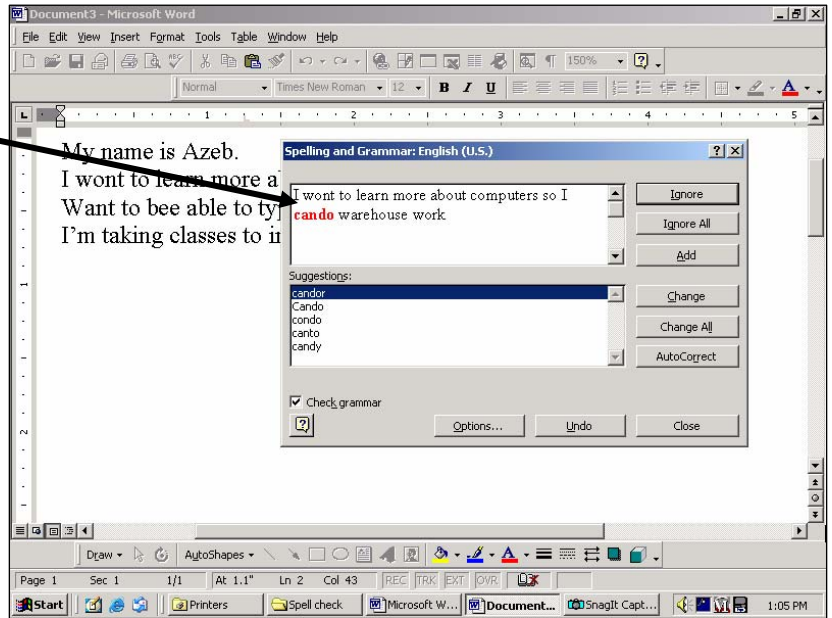 Document3 - Microsoft Word
File Edit View Insert Format Tools Table Window Help
150%
Normal Times New Roman 12 B I U
1 2 3 4 5
My name is Azeb.
I wont to learn more a
Want to bee able to ty
I'm taking classes to i
Spelling and Grammar: English (U.S.)
I wont to learn more about computers so I
cando warehouse work
Ignore
Ignore All
Add
Suggestions:
candor
Cando
condo
canto
candy
Change
Change All
AutoCorrect
Check grammar
Options... Undo Close
Draw AutoShapes
Page 1 Sec 1 1/1 At 1.1" Ln 2 Col 43 REC TRK EXT OVR
Start Printers Spell check Microsoft W... Document... SnagIt Capt... 1:05 PM